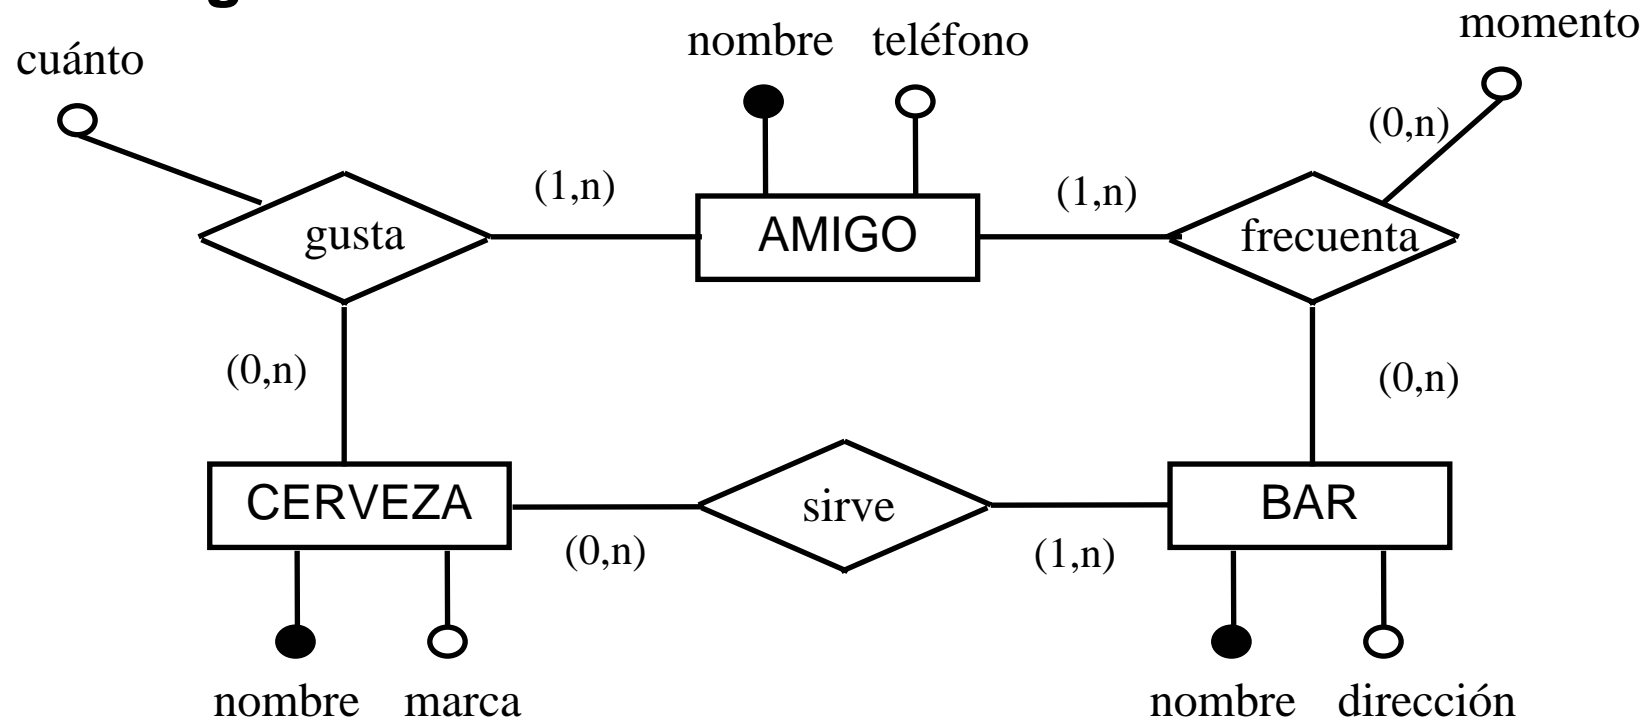 momento
nombre teléfono
cuánto
(0,n)
(1,n) (1,n)
gusta AMIGO frecuenta
(0,n) (0,n)
CERVEZA sirve BAR
(0,n) (1,n)
nombre marca nombre dirección